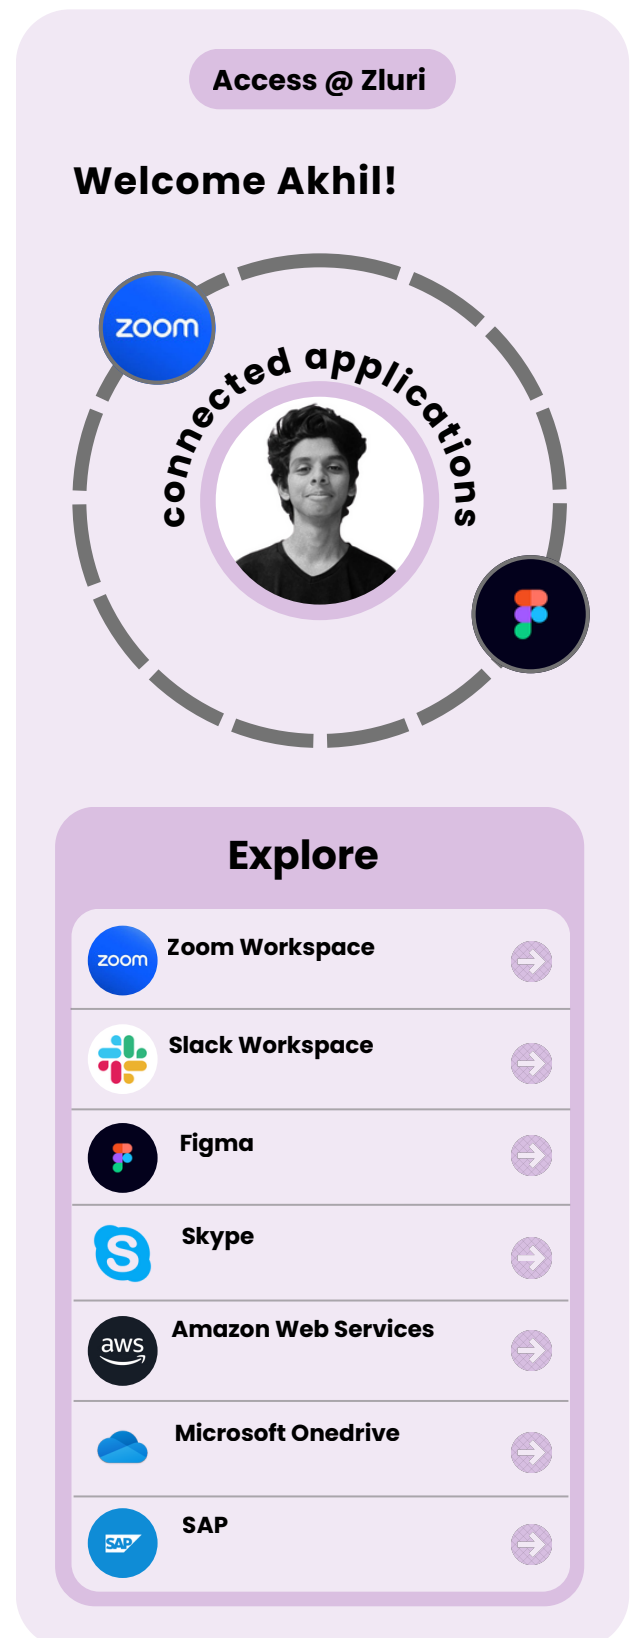 Access @ Zluri
Welcome Akhil!
zoom
connected applications
Explore
zoom
Zoom Workspace
Slack Workspace
Figma
Skype
aws
Amazon Web Services
Microsoft Onedrive
SAP
SAP